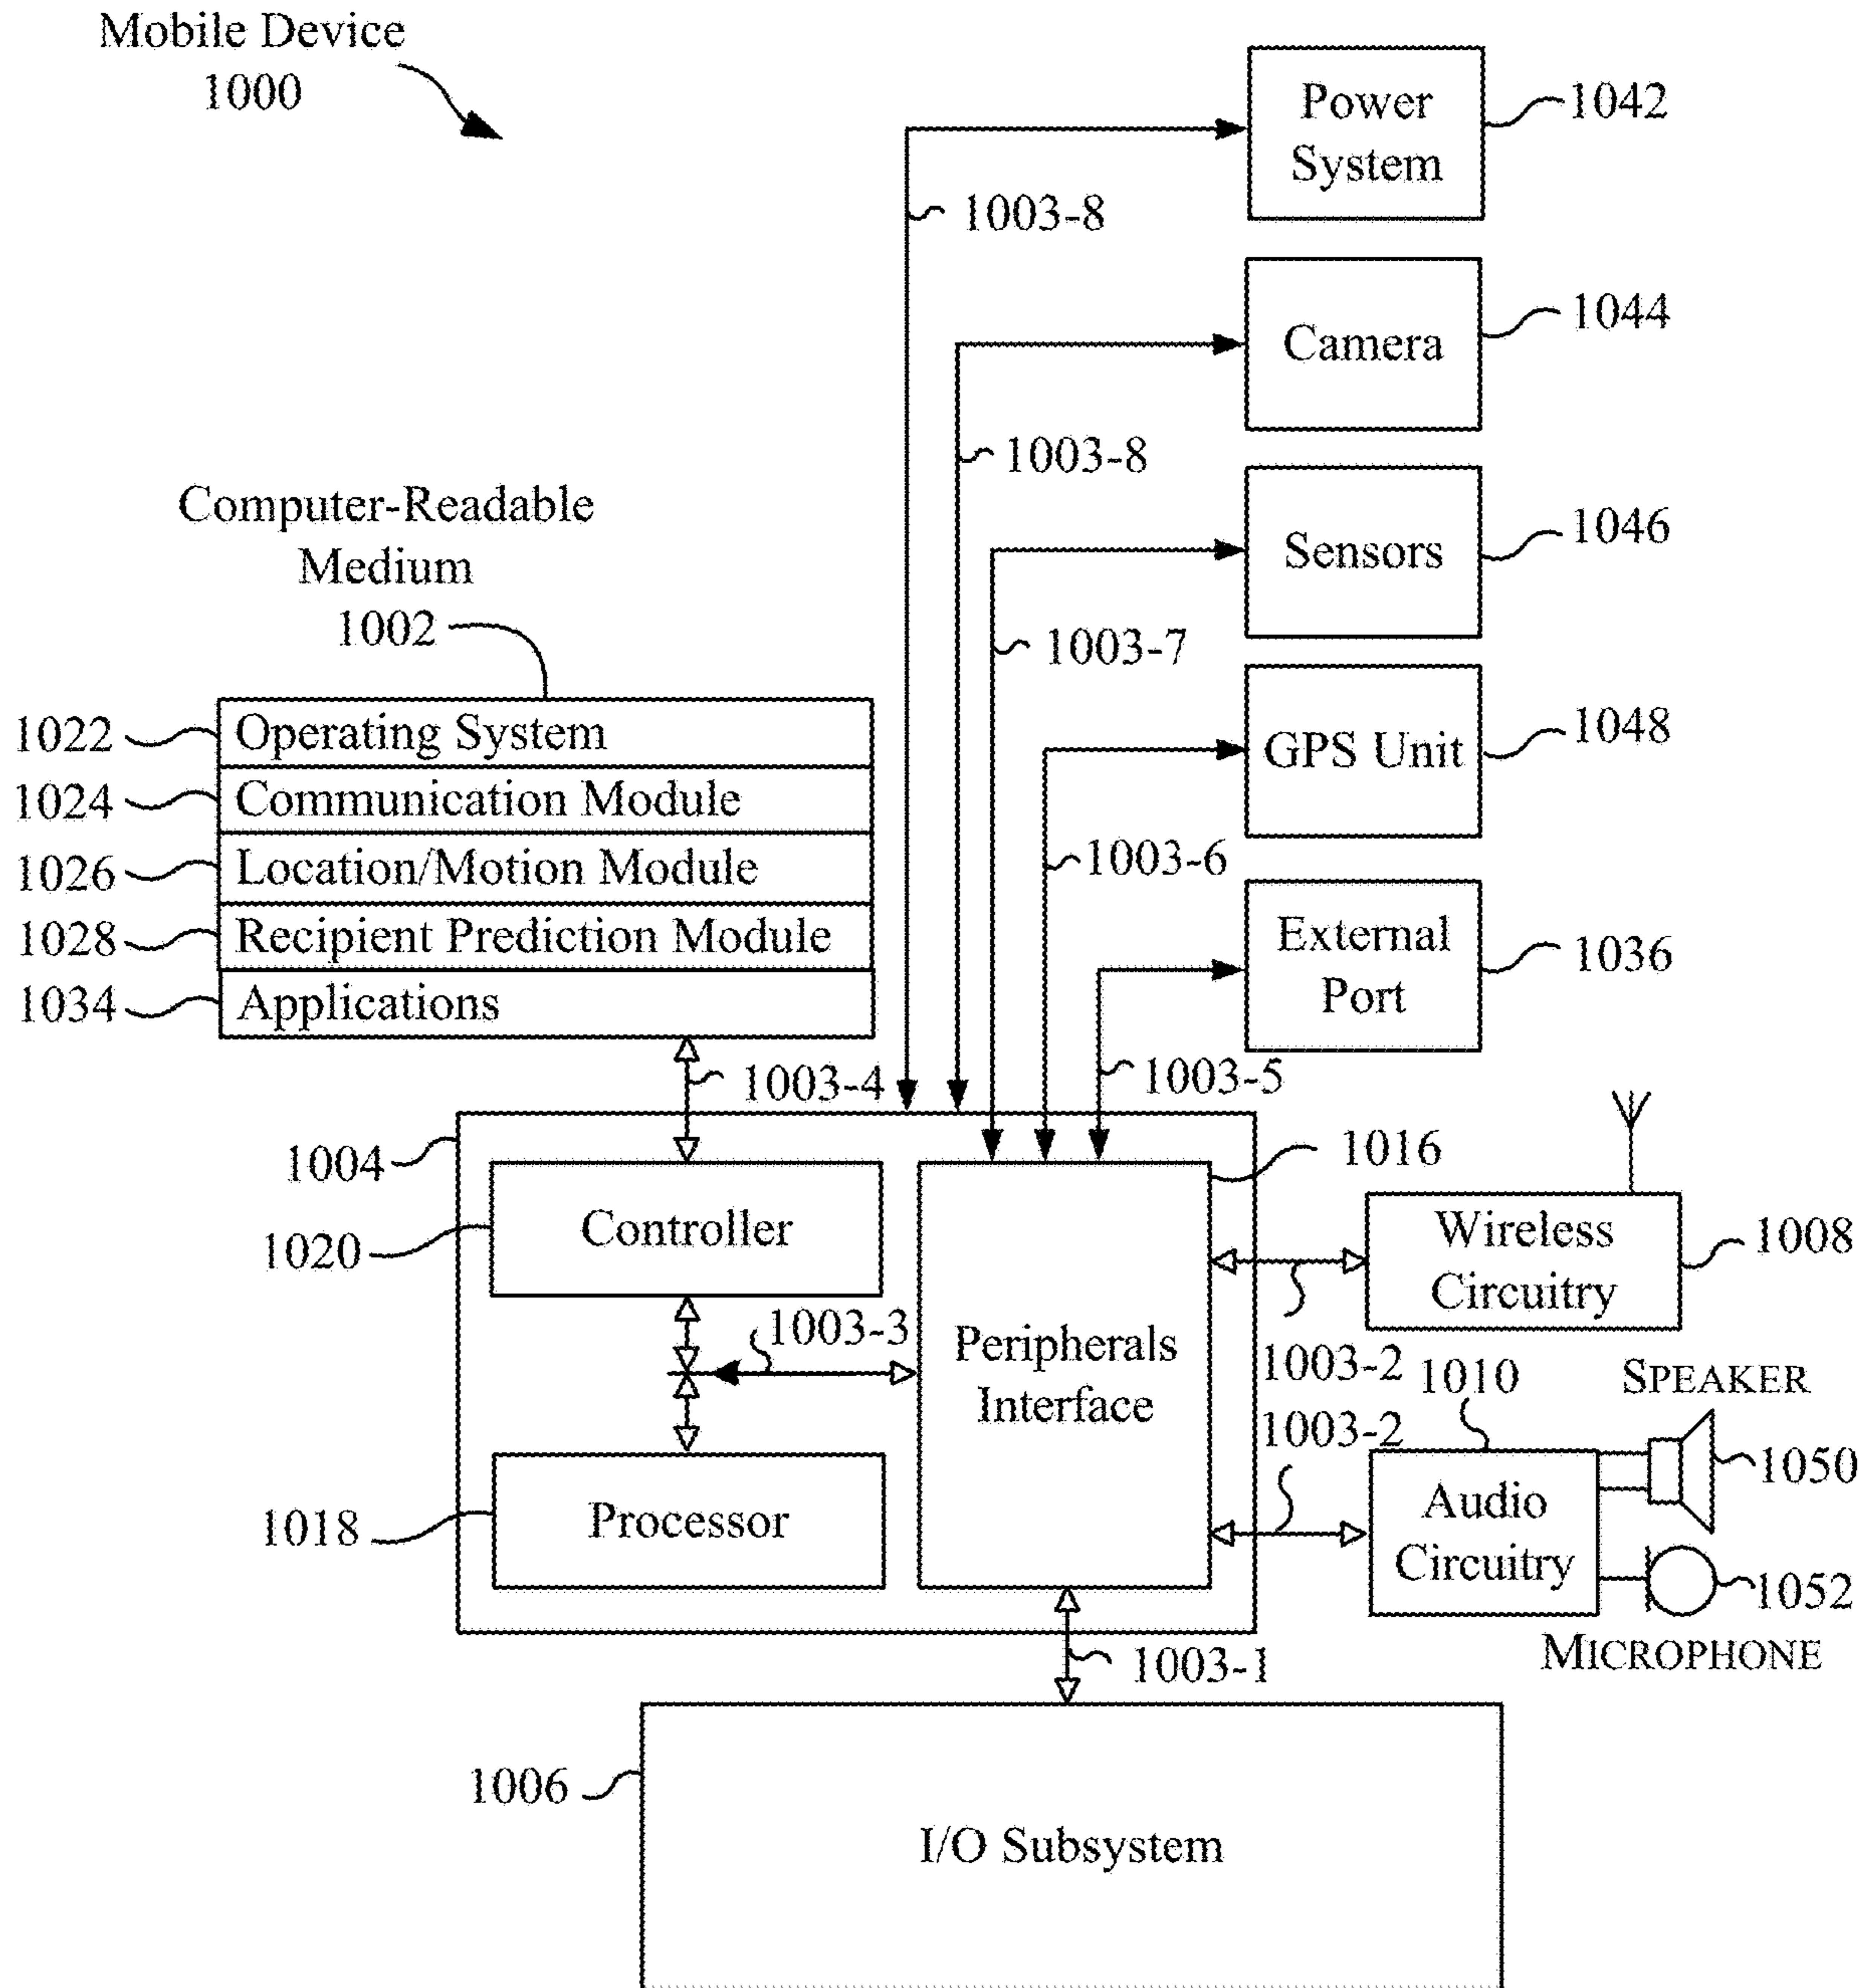 Mobile Device
1000
Power
System
1042
1003-8
Camera
1044
1003-8
Computer-Readable
Medium
1002
Sensors
1046
1003-7
GPS Unit
1048
1003-6
1022
Operating System
1024
Communication Module
1026
Location/Motion Module
1028
Recipient Prediction Module
1034
Applications
External
Port
1036
1003-5
1003-4
1004
1016
Controller
1020
Wireless
Circuitry
1008
1003-3
Peripherals
Interface
1003-2
1010
SPEAKER
1003-2
1050
Processor
1018
Audio
Circuitry
1052
MICROPHONE
1003-1
1006
I/O Subsystem